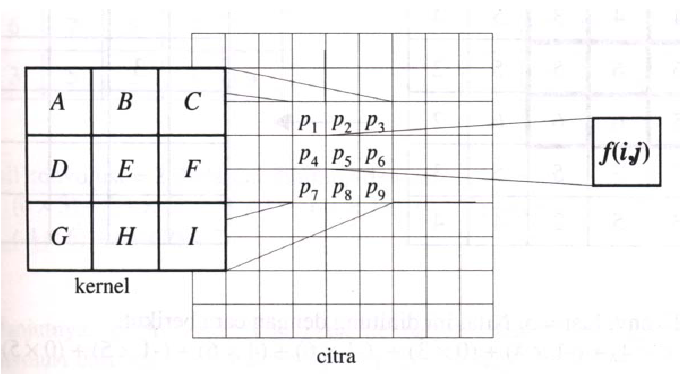 A B C
D E F
G H I
kernel
p1 p2 p3
p4 p5 p6
p7 p8 p9
f(i,j)
citra